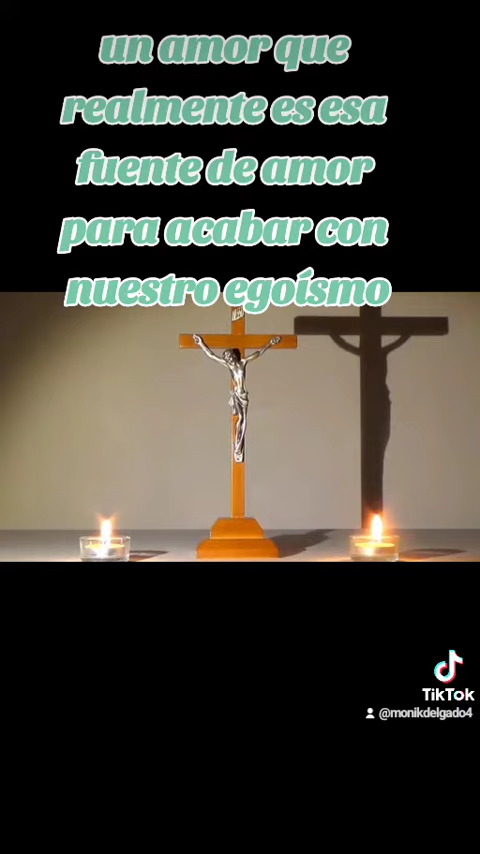 un amor que
realmente es esa
fuente de amor
para acabar con
nuestro egoísmo
TikTok
@monikdelgado4